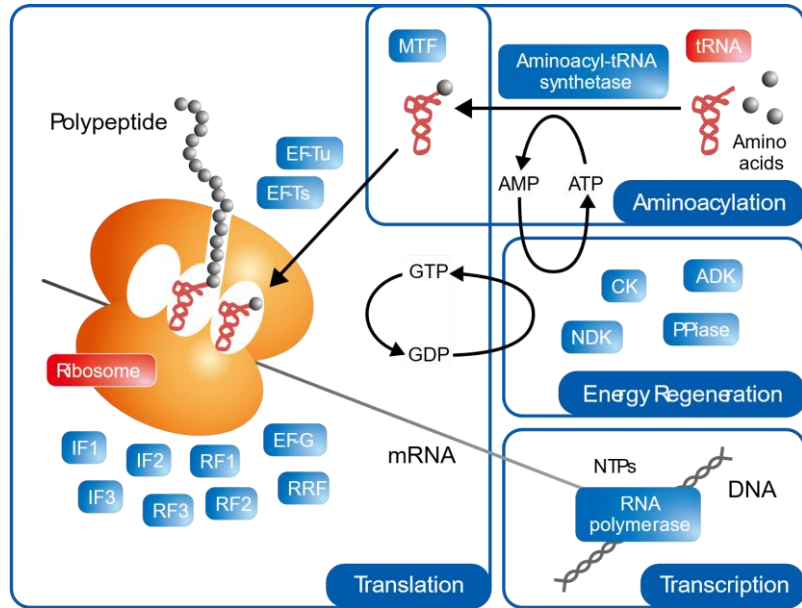 MTF
Aminoacyl-tRNA
synthetase
tRNA
Amino
acids
Polypeptide
EF-Tu
EF-Ts
AMP
ATP
Aminoacylation
GTP
GDP
CK
ADK
NDK
PPiase
Energy Regeneration
Ribosome
IF1
IF2
RF1
EF-G
IF3
RF3
RF2
RRF
mRNA
Translation
NTPs
DNA
RNA
polymerase
Transcription